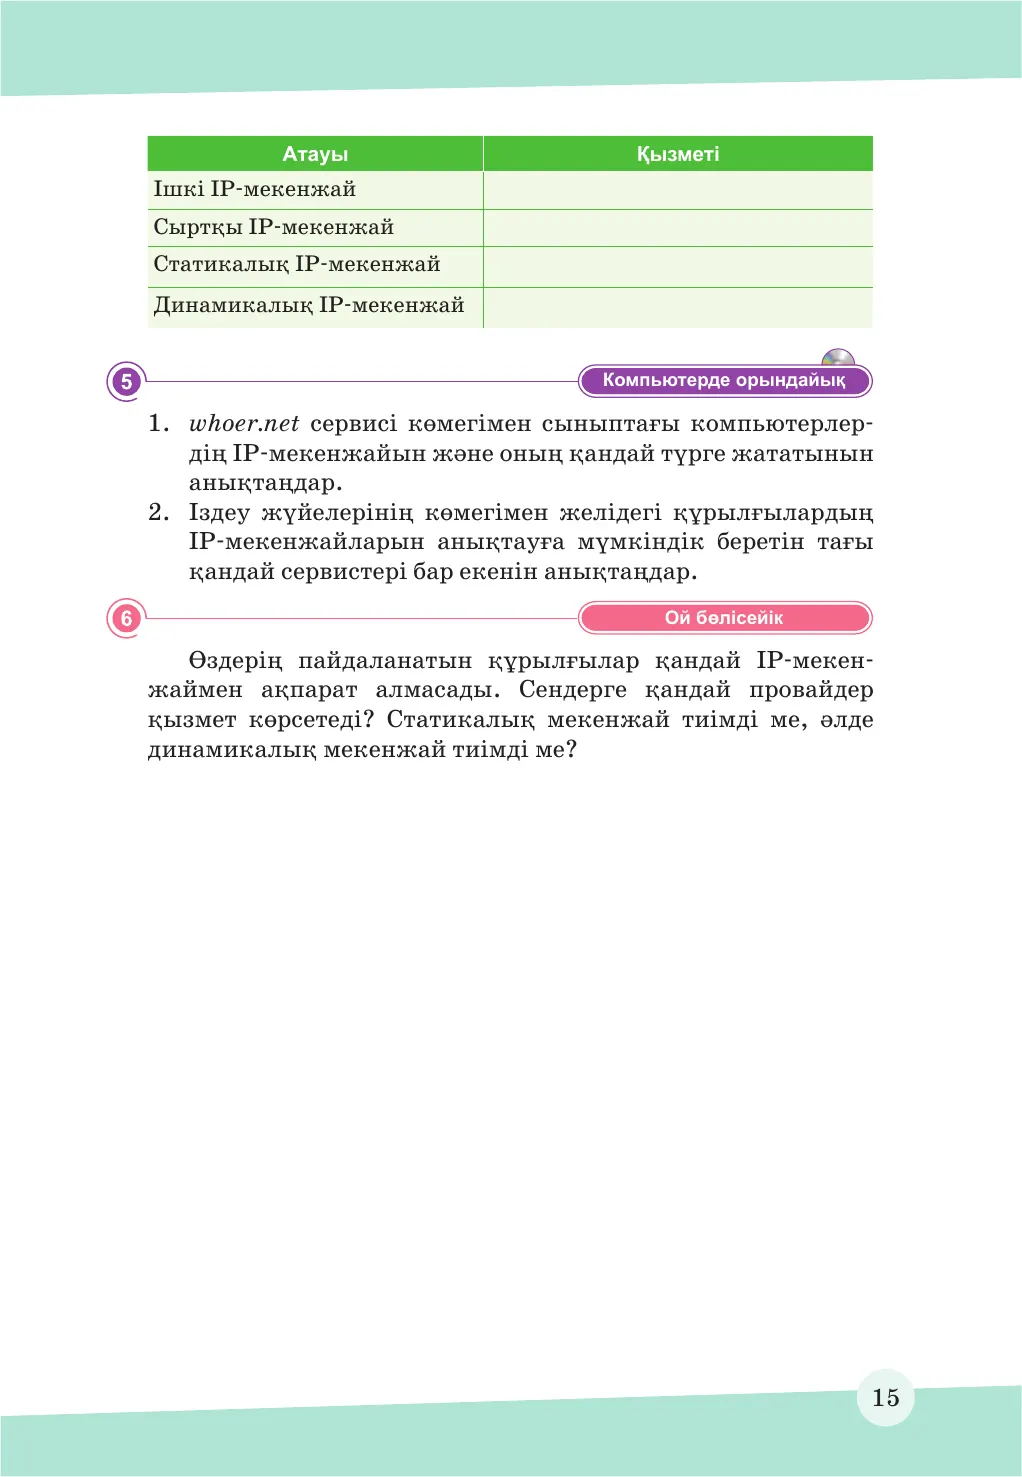 Атауы Қызметі
Ішкі IP-мекенжай
Сыртқы IP-мекенжай
Статикалық IP-мекенжай
Динамикалық IP-мекенжай
5 Компьютерде орындайық
1. whoer.net сервисі көмегімен сыныптағы компьютерлер-
дің IP-мекенжайын және оның қандай түрге жататынын
анықтаңдар.
2. Іздеу жүйелерінің көмегімен желідегі құрылғылардың
IP-мекенжайларын анықтауға мүмкіндік беретін тағы
қандай сервистері бар екенін анықтаңдар.
6 Ой бөлісейік
Өздерің пайдаланатын құрылғылар қандай IP-мекен-
жаймен ақпарат алмасады. Сендерге қандай провайдер
қызмет көрсетеді? Статикалық мекенжай тиімді ме, әлде
динамикалық мекенжай тиімді ме?
15